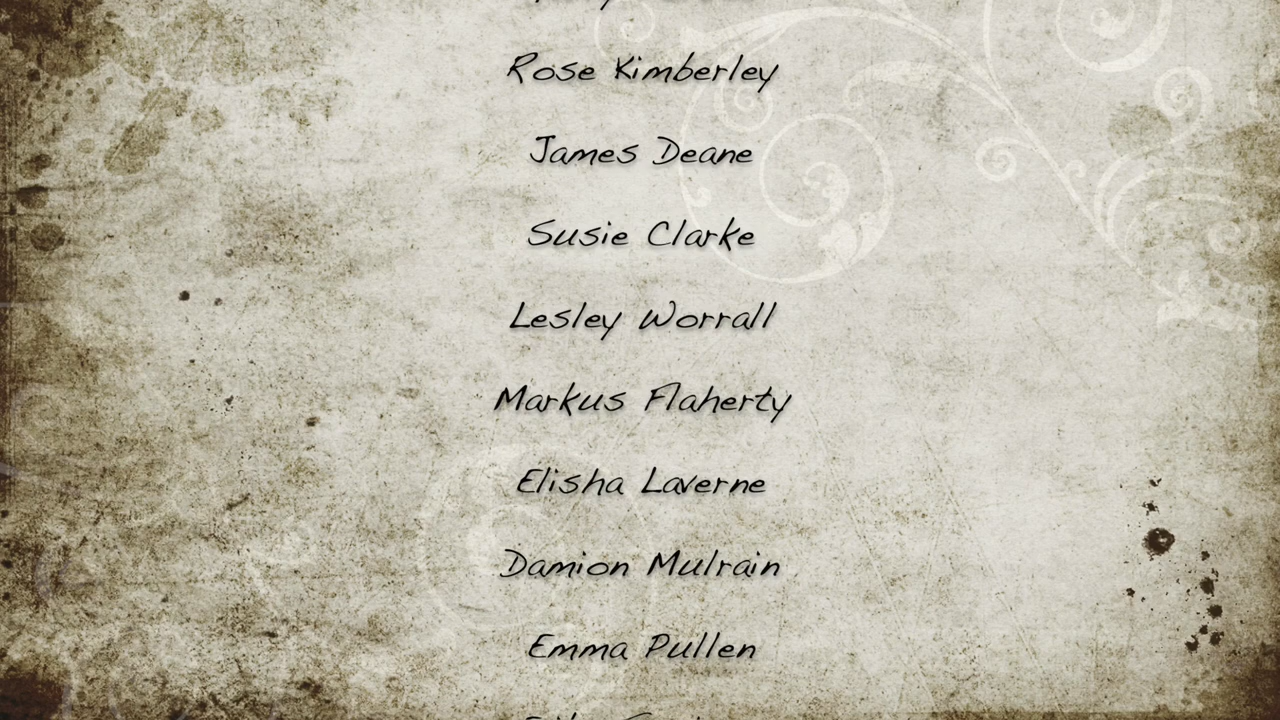 Rose Kimberley
James Deane
Susie Clarke
Lesley Worrall
Markus Flaherty
Elisha Laverne
Damion Mulrain
Emma Pullen